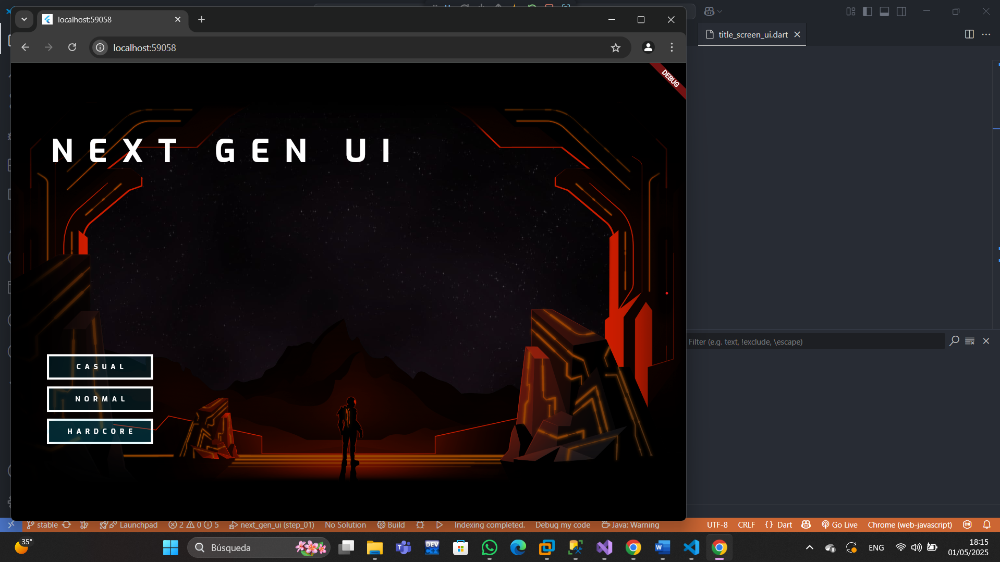 localhost:59058
title_screen_ui.dart
localhost:59058
DEBUG
NEXT GEN UI
CASUAL
NORMAL
HARDCORE
Filter (e.g. text, !exclude, \escape)
stable
Launchpad
2 0 5
next_gen_ui (step_01)
No Solution
Build
Indexing completed.
Debug my code
Java: Warning
UTF-8
CRLF
{} Dart
Go Live
Chrome (web-javascript)
35°
Búsqueda
DEV C++
ENG
18:15
01/05/2025